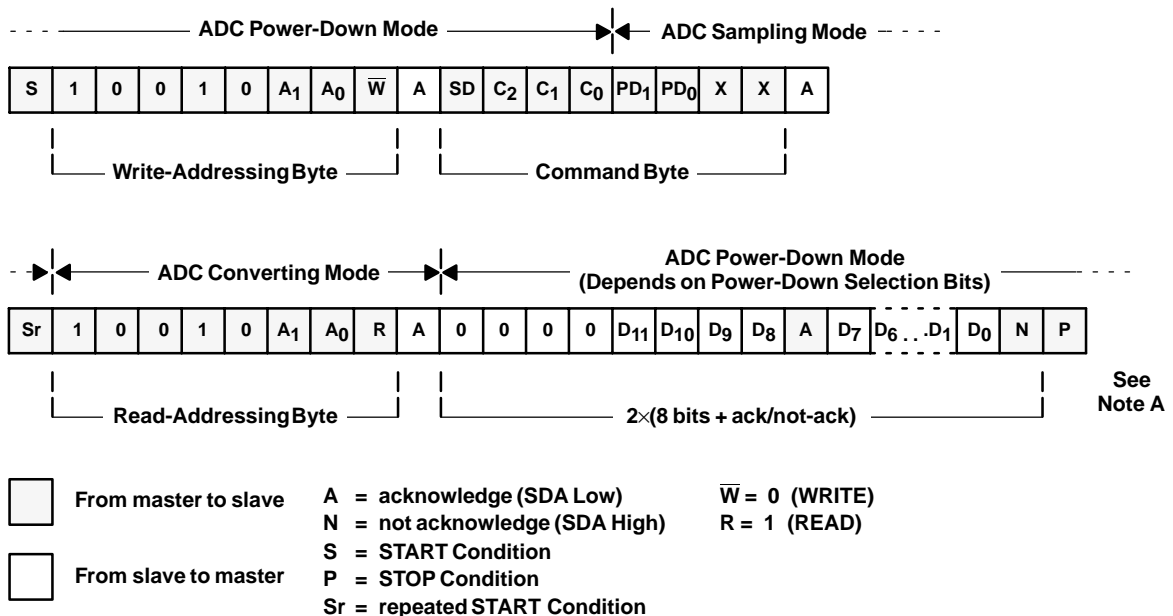 ADC Power-Down Mode ADC Sampling Mode
S 1 0 0 1 0 A1 A0 W̅ A SD C2 C1 C0 PD1 PD0 X X A
Write-Addressing Byte Command Byte
ADC Converting Mode ADC Power-Down Mode
(Depends on Power-Down Selection Bits)
Sr 1 0 0 1 0 A1 A0 R A 0 0 0 0 D11 D10 D9 D8 A D7 D6 . . . D1 D0 N P
Read-Addressing Byte 2×(8 bits + ack/not-ack) See
Note A
From master to slave A = acknowledge (SDA Low) W̅ = 0 (WRITE)
N = not acknowledge (SDA High) R = 1 (READ)
S = START Condition
From slave to master P = STOP Condition
Sr = repeated START Condition